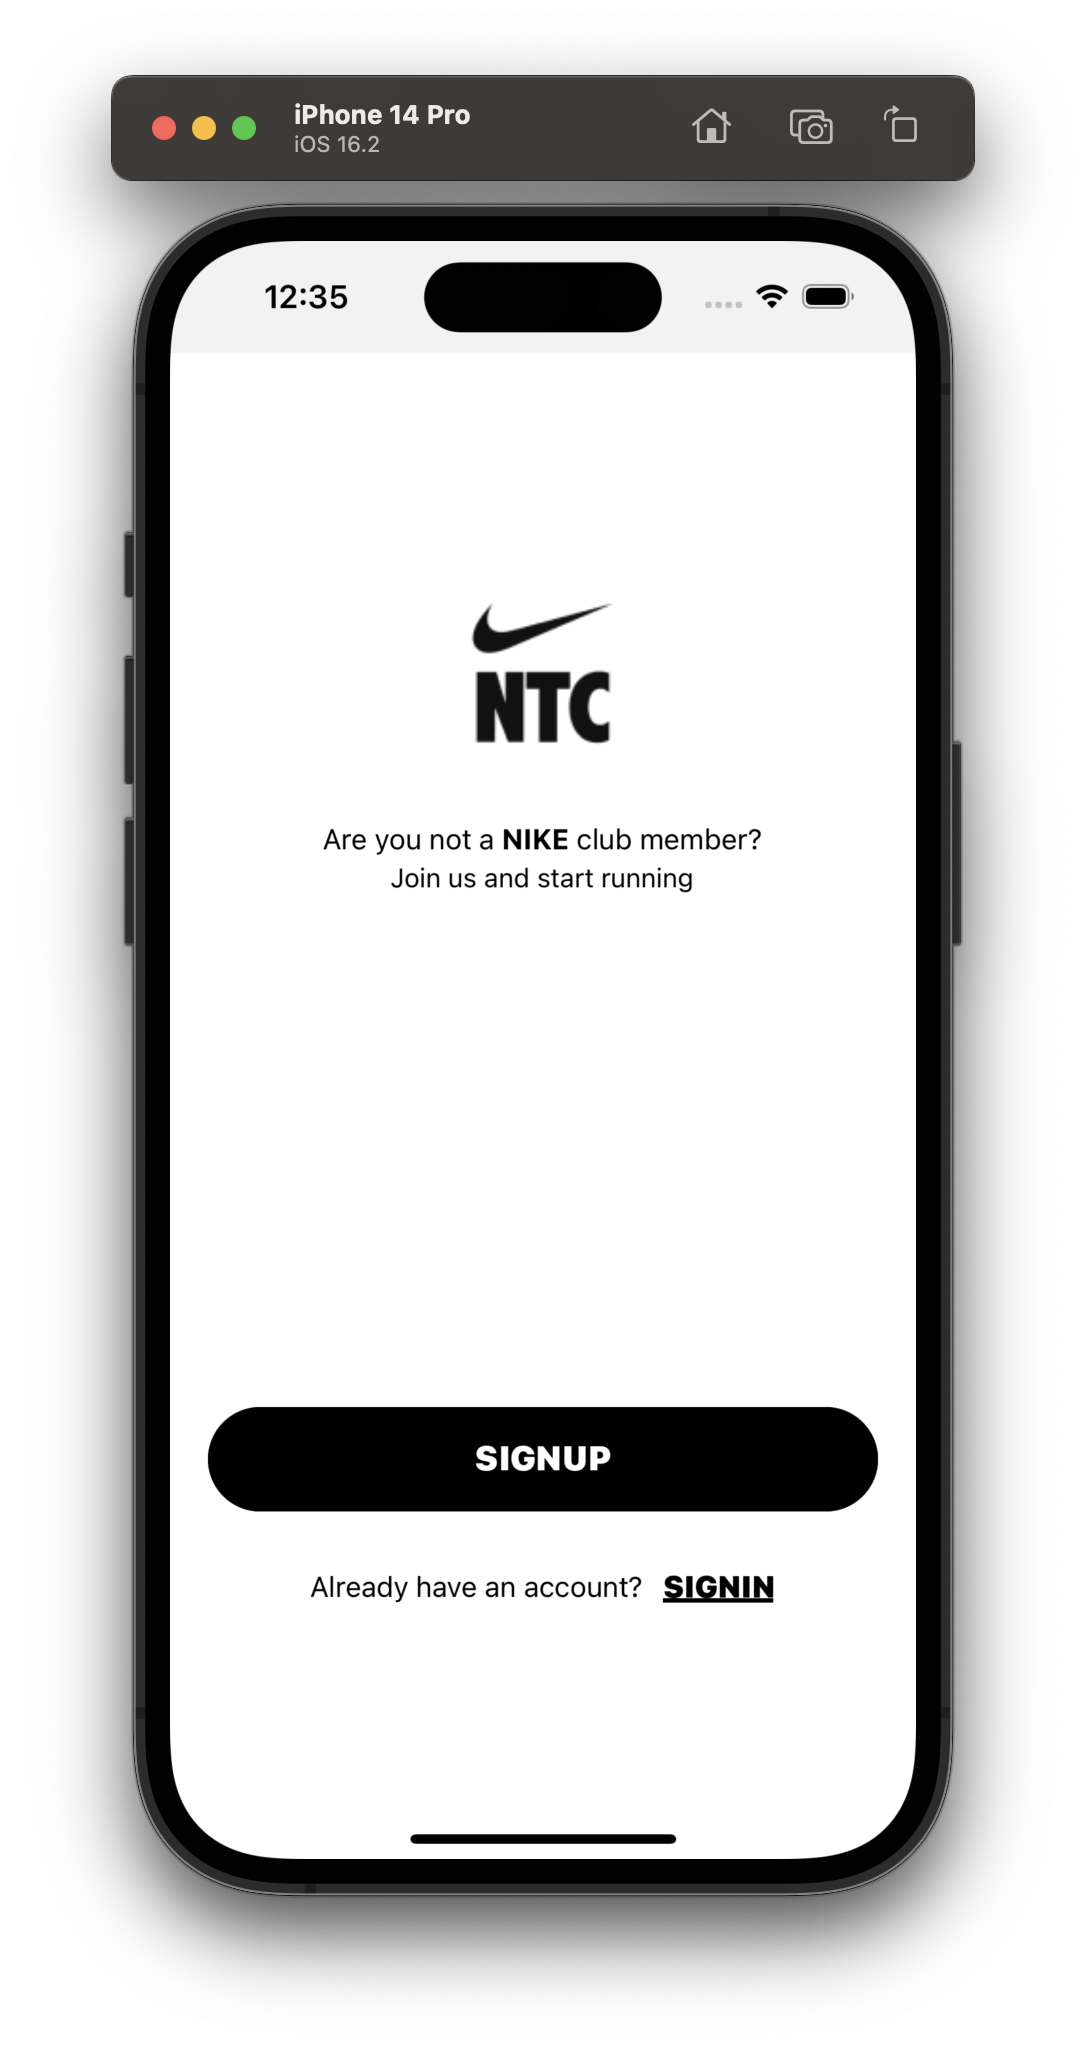 iPhone 14 Pro
iOS 16.2
12:35
NTC
Are you not a NIKE club member?
Join us and start running
SIGNUP
Already have an account? SIGNIN